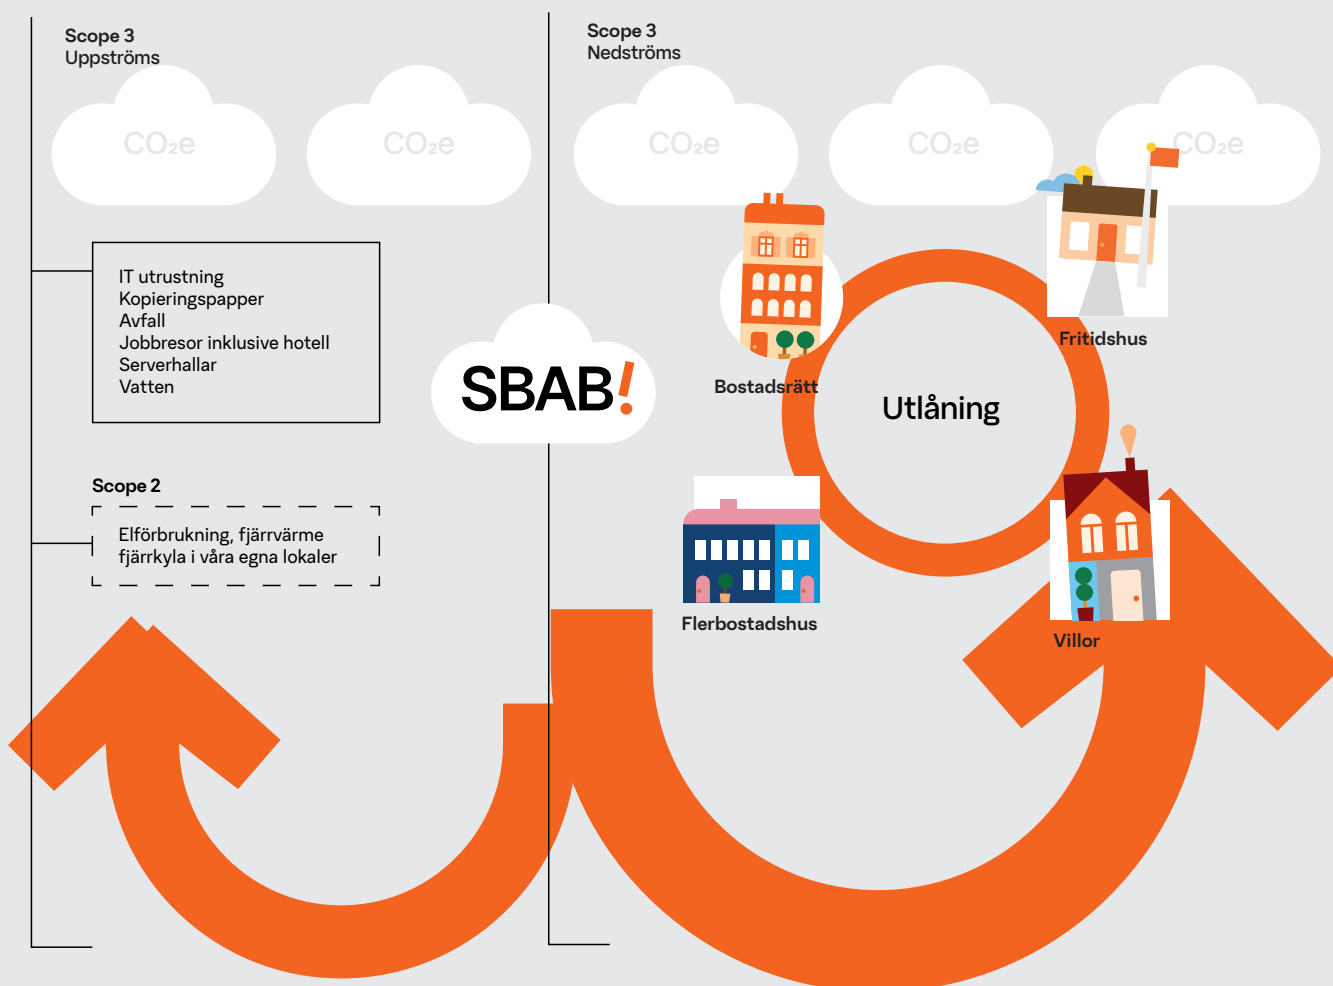 Scope 3
Uppströms
CO₂e
CO₂e
IT utrustning
Kopieringspapper
Avfall
Jobbresor inklusive hotell
Serverhallar
Vatten
Scope 2
Elförbrukning, fjärrvärme
fjärrkyla i våra egna lokaler
SBAB!
Scope 3
Nedströms
CO₂e
CO₂e
CO₂e
Bostadsrätt
Fritidshus
Utlåning
Flerbostadshus
Villor